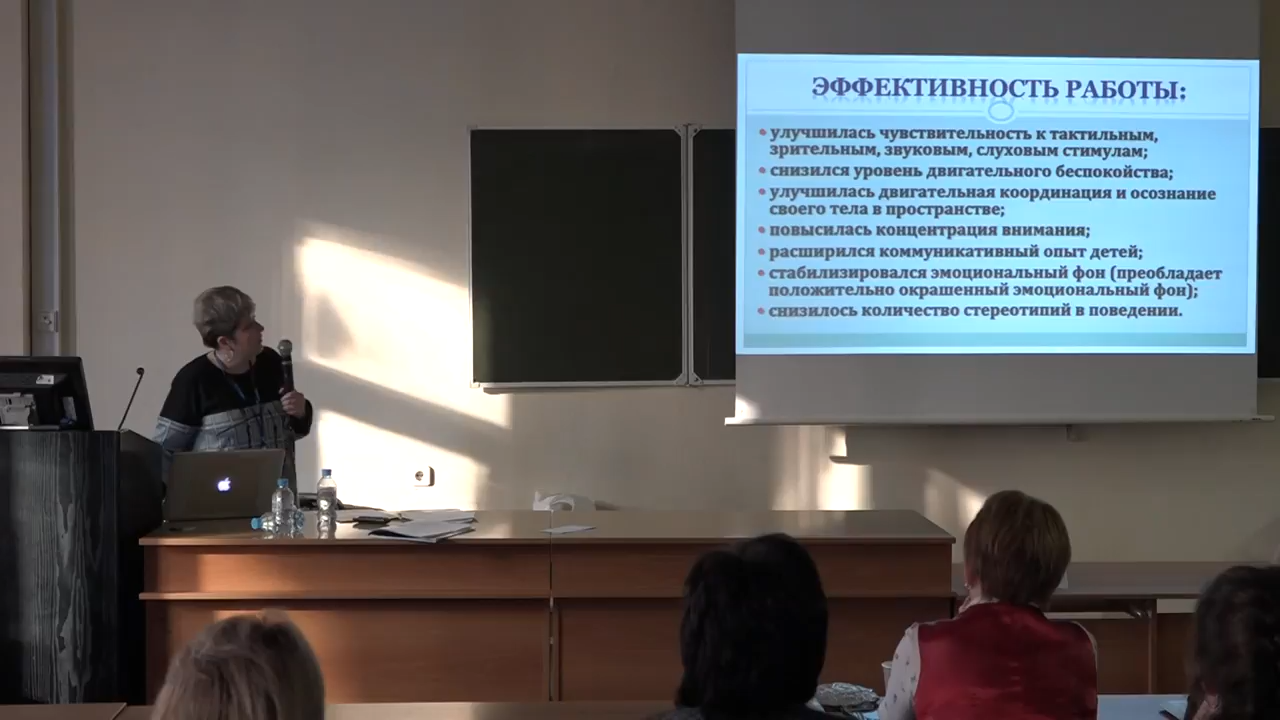 ЭФФЕКТИВНОСТЬ РАБОТЫ:
• улучшилась чувствительность к тактильным,
зрительным, звуковым, слуховым стимулам;
• снизился уровень двигательного беспокойства;
• улучшилась двигательная координация и осознание
своего тела в пространстве;
• повысилась концентрация внимания;
• расширился коммуникативный опыт детей;
• стабилизировался эмоциональный фон (преобладает
положительно окрашенный эмоциональный фон);
• снизилось количество стереотипий в поведении.